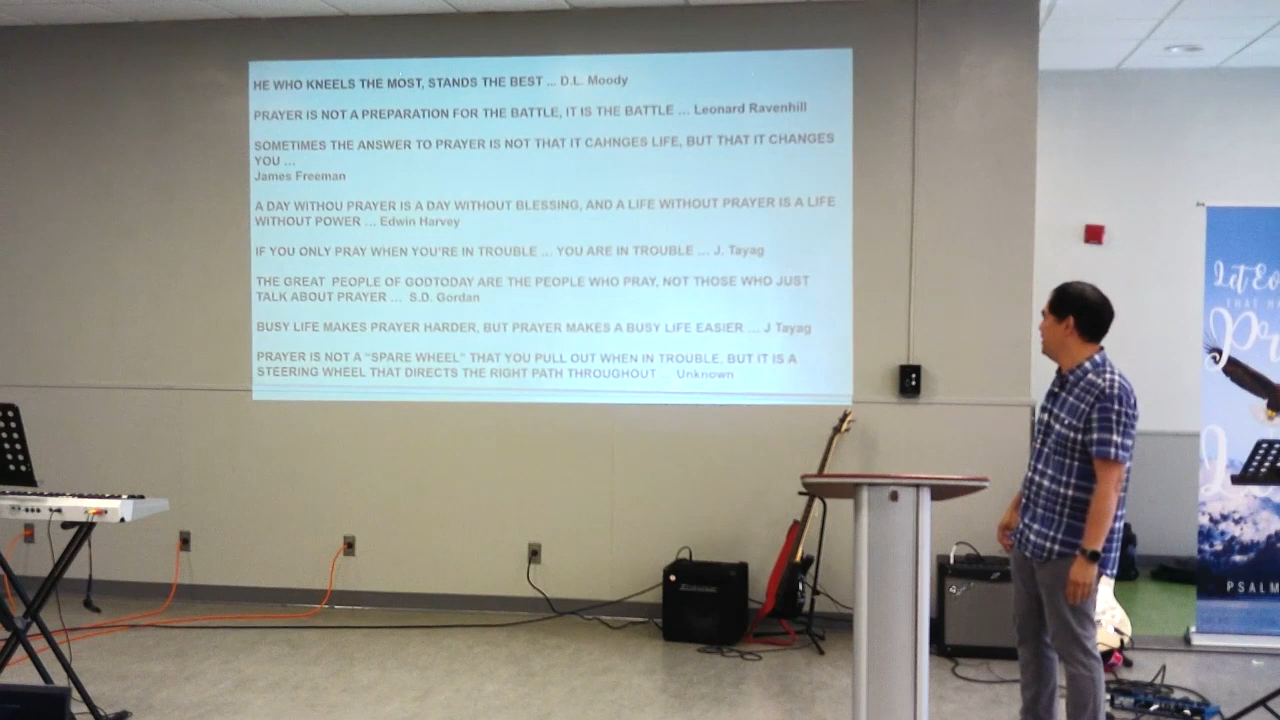 HE WHO KNEELS THE MOST, STANDS THE BEST ... D.L. Moody
PRAYER IS NOT A PREPARATION FOR THE BATTLE, IT IS THE BATTLE ... Leonard Ravenhill
SOMETIMES THE ANSWER TO PRAYER IS NOT THAT IT CAHNGES LIFE, BUT THAT IT CHANGES
YOU ...
James Freeman
A DAY WITHOU PRAYER IS A DAY WITHOUT BLESSING, AND A LIFE WITHOUT PRAYER IS A LIFE
WITHOUT POWER ... Edwin Harvey
IF YOU ONLY PRAY WHEN YOU'RE IN TROUBLE ... YOU ARE IN TROUBLE ... J. Tayag
THE GREAT PEOPLE OF GODTODAY ARE THE PEOPLE WHO PRAY, NOT THOSE WHO JUST
TALK ABOUT PRAYER ... S.D. Gordan
BUSY LIFE MAKES PRAYER HARDER, BUT PRAYER MAKES A BUSY LIFE EASIER ... J Tayag
PRAYER IS NOT A "SPARE WHEEL" THAT YOU PULL OUT WHEN IN TROUBLE, BUT IT IS A
STEERING WHEEL THAT DIRECTS THE RIGHT PATH THROUGHOUT ... Unknown
Let
THAT
PSALM